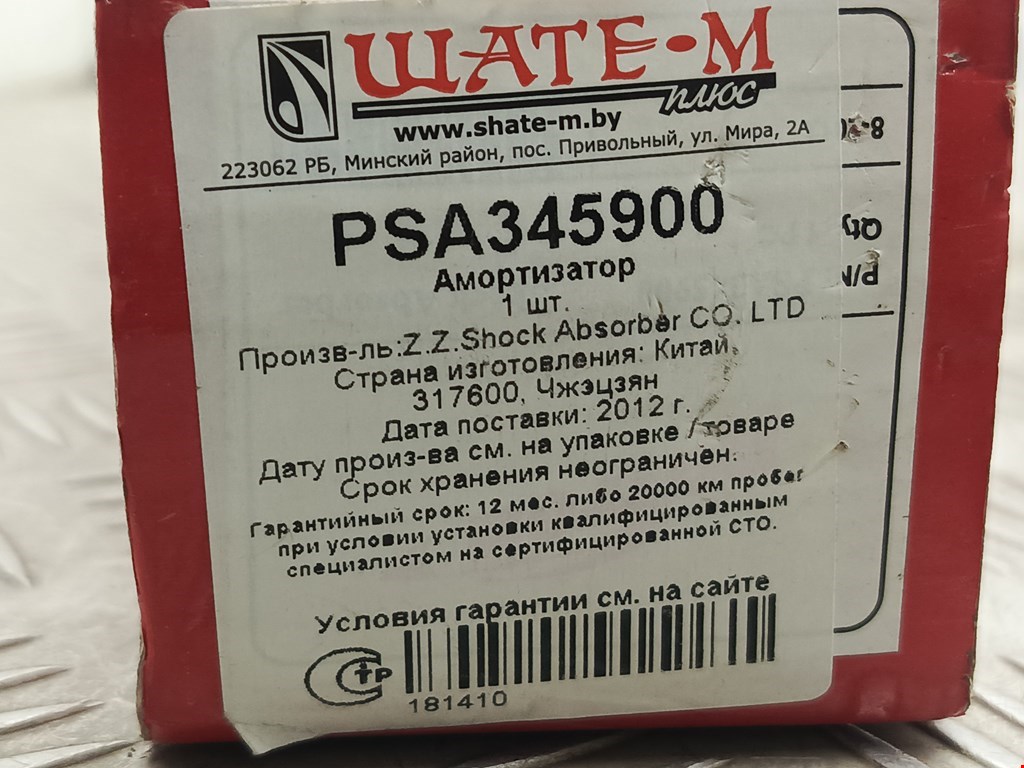 ШАТЕ-М
плюс
www.shate-m.by
223062 РБ, Минский район, пос. Привольный, ул. Мира, 2А
PSA345900
Амортизатор
1 шт.
Произв-ль:Z.Z.Shock Absorber CO. LTD
Страна изготовления: Китай,
317600, Чжэцзян
Дата поставки: 2012 г.
Дату произ-ва см. на упаковке / товаре
Срок хранения неограничен.
Гарантийный срок: 12 мес. либо 20000 км пробег
при условии установки квалифицированным
специалистом на сертифицированной СТО.
Условия гарантии см. на сайте
СТР
181410
P/N
Qty